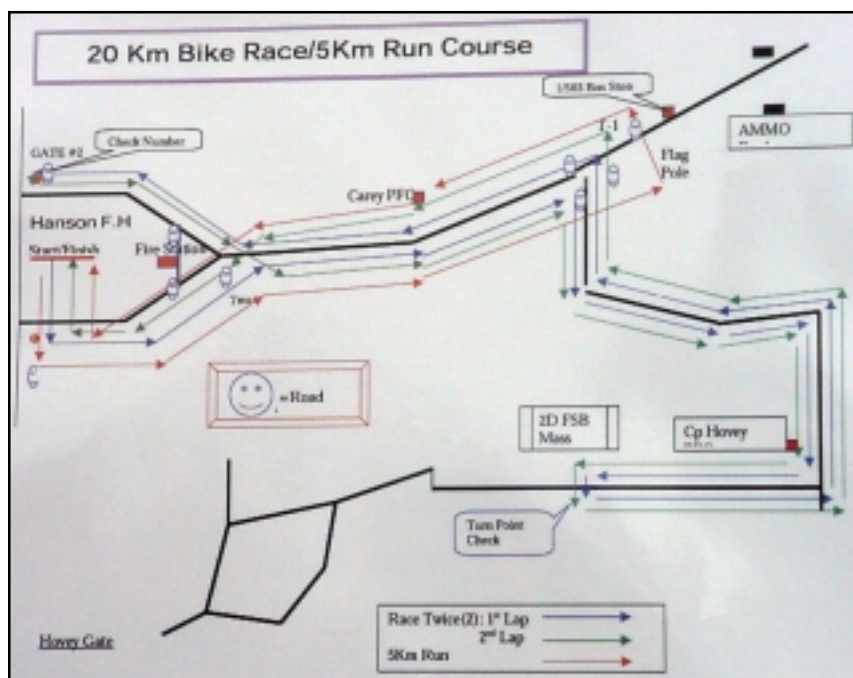 20 Km Bike Race/5Km Run Course
1/503 Bus Stop
Check Number
GATE #2
AMMO
T-1
Flag
Pole
Carey PFC
Hanson F.H
Start/Finish
Fire Station
Two
= Road
2D FSB
Mass
Cp Hovey
Turn Point
Check
Race Twice(2): 1st Lap
2nd Lap
5Km Run
Hovey Gate